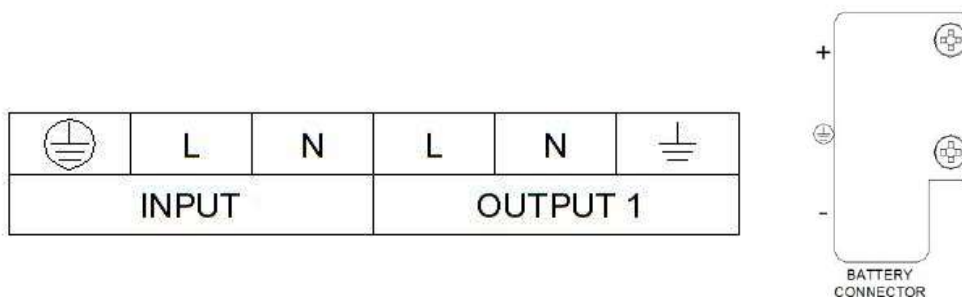 L N L N
INPUT OUTPUT 1
+
-
BATTERY
CONNECTOR